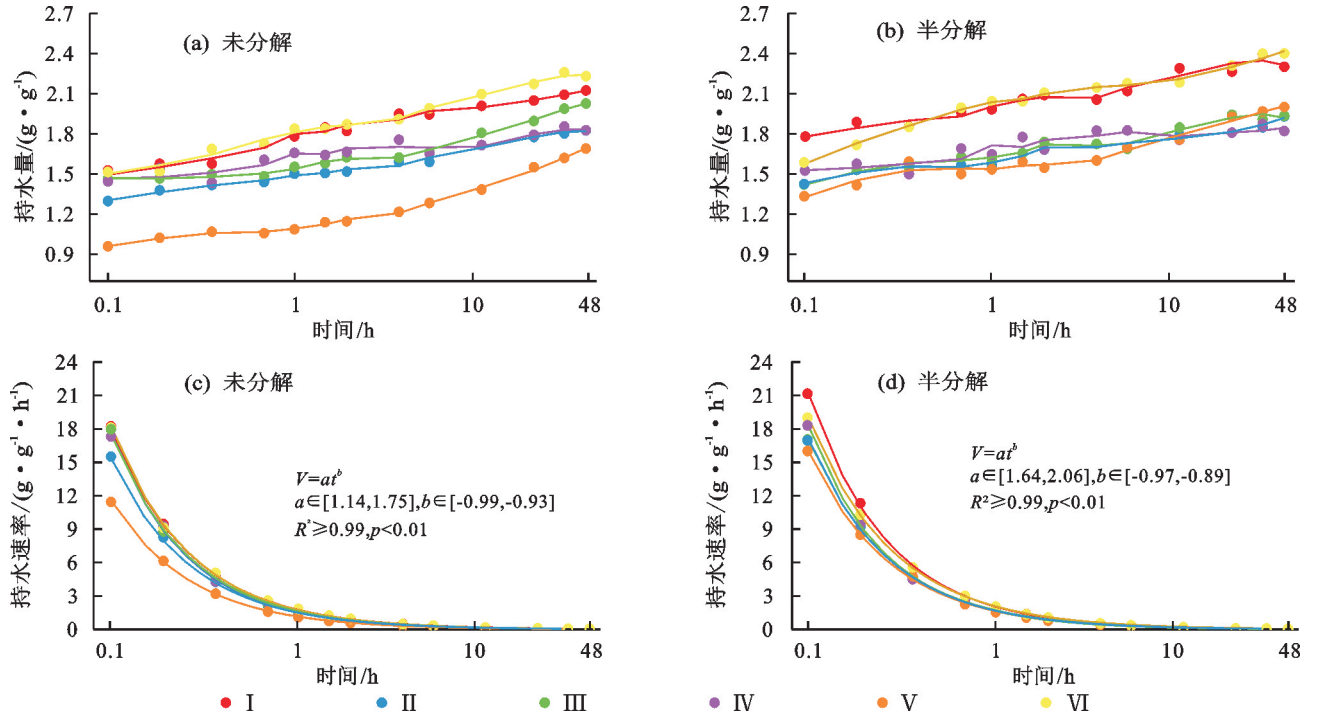 (a) 未分解
持水量/(g·g⁻¹)
2.7
2.4
2.1
1.8
1.5
1.2
0.9
0.1 1 10 48
时间/h
(b) 半分解
持水量/(g·g⁻¹)
2.7
2.4
2.1
1.8
1.5
1.2
0.9
0.1 1 10 48
时间/h
(c) 未分解
持水速率/(g·g⁻¹·h⁻¹)
24
21
18
15
12
9
6
3
0
V=atᵇ
a∈[1.14,1.75],b∈[-0.99,-0.93]
R²≥0.99,p<0.01
0.1 1 10 48
时间/h
(d) 半分解
持水速率/(g·g⁻¹·h⁻¹)
24
21
18
15
12
9
6
3
0
V=atᵇ
a∈[1.64,2.06],b∈[-0.97,-0.89]
R²≥0.99,p<0.01
0.1 1 10 48
时间/h
Ⅰ Ⅱ Ⅲ Ⅳ Ⅴ Ⅵ